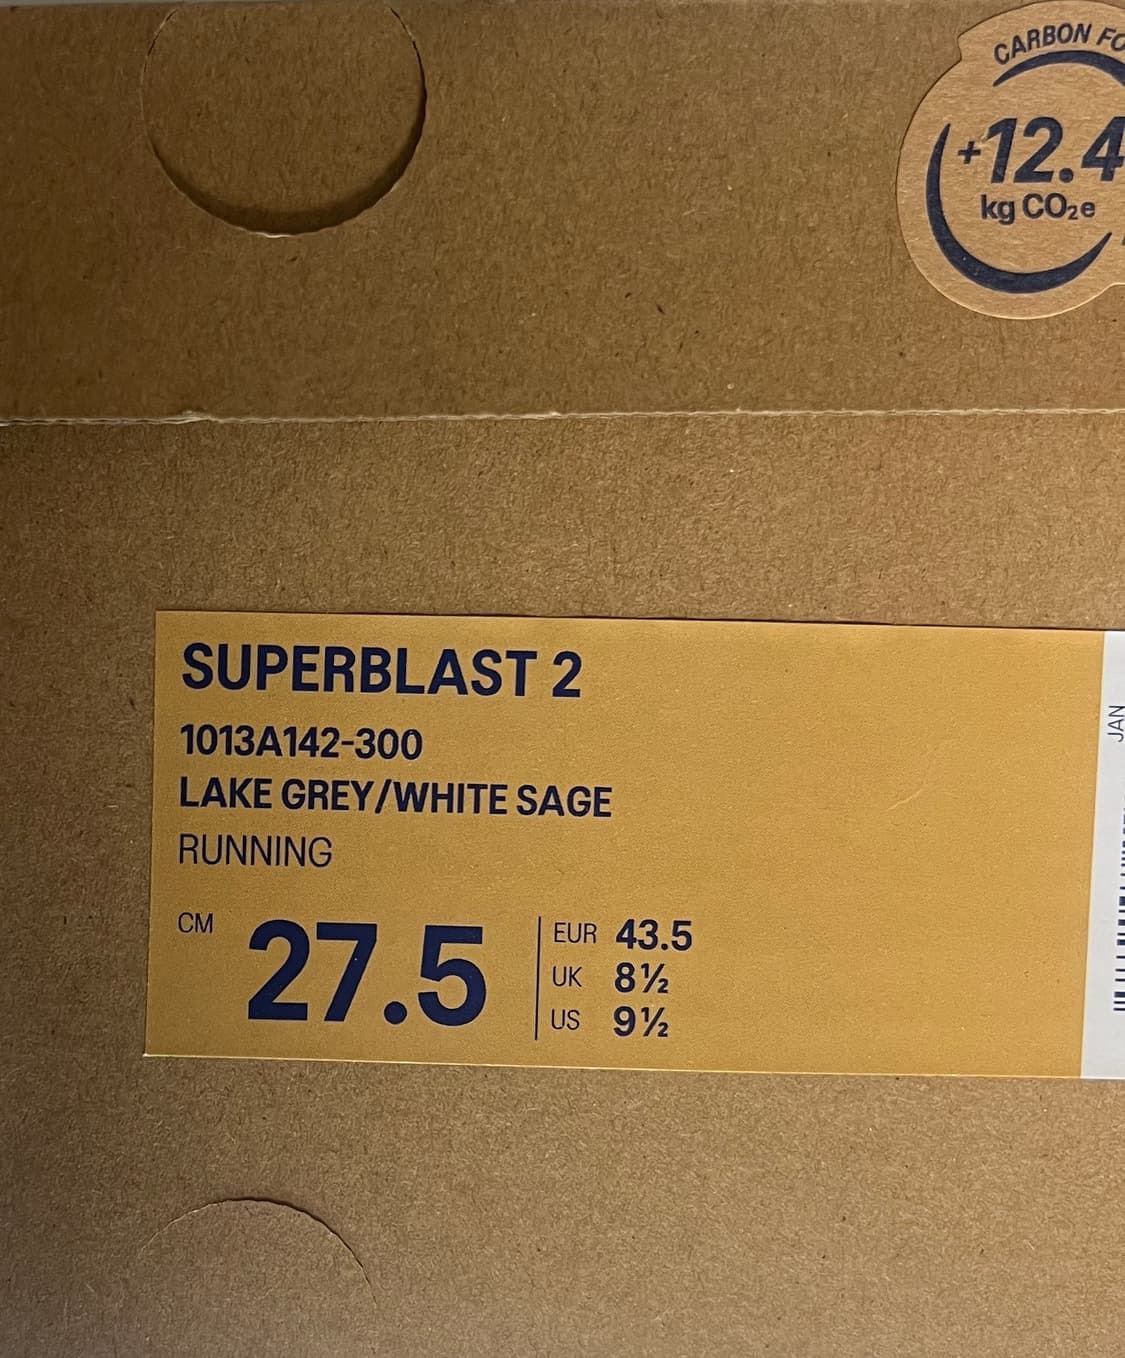 CARBON
+12.4
kg CO₂e
SUPERBLAST 2
1013A142-300
LAKE GREY/WHITE SAGE
RUNNING
CM 27.5
EUR 43.5
UK 8½
US 9½
JAN